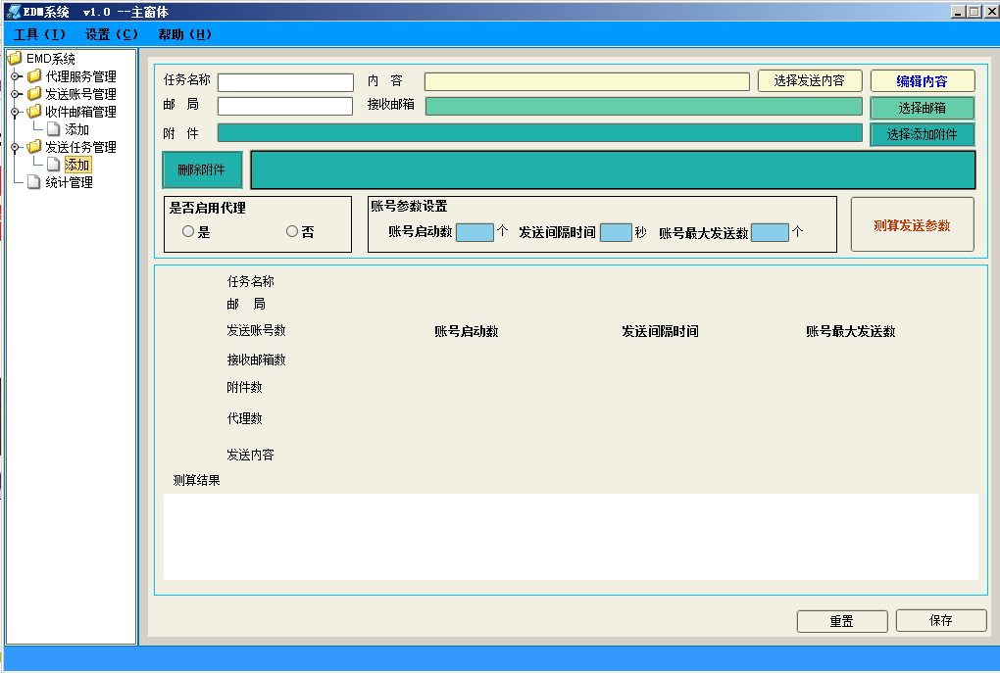 EDM系统 v1.0 --主窗体
工具 (I) 设置 (C) 帮助 (H)
EMD系统
代理服务管理
发送账号管理
收件邮箱管理
添加
发送任务管理
添加
统计管理
任务名称 内 容 选择发送内容 编辑内容
邮 局 接收邮箱 选择邮箱
附 件 选择添加附件
删除附件
是否启用代理
是 否
账号参数设置
账号启动数 个 发送间隔时间 秒 账号最大发送数 个
测算发送参数
任务名称
邮 局
发送账号数 账号启动数 发送间隔时间 账号最大发送数
接收邮箱数
附件数
代理数
发送内容
测算结果
重置 保存